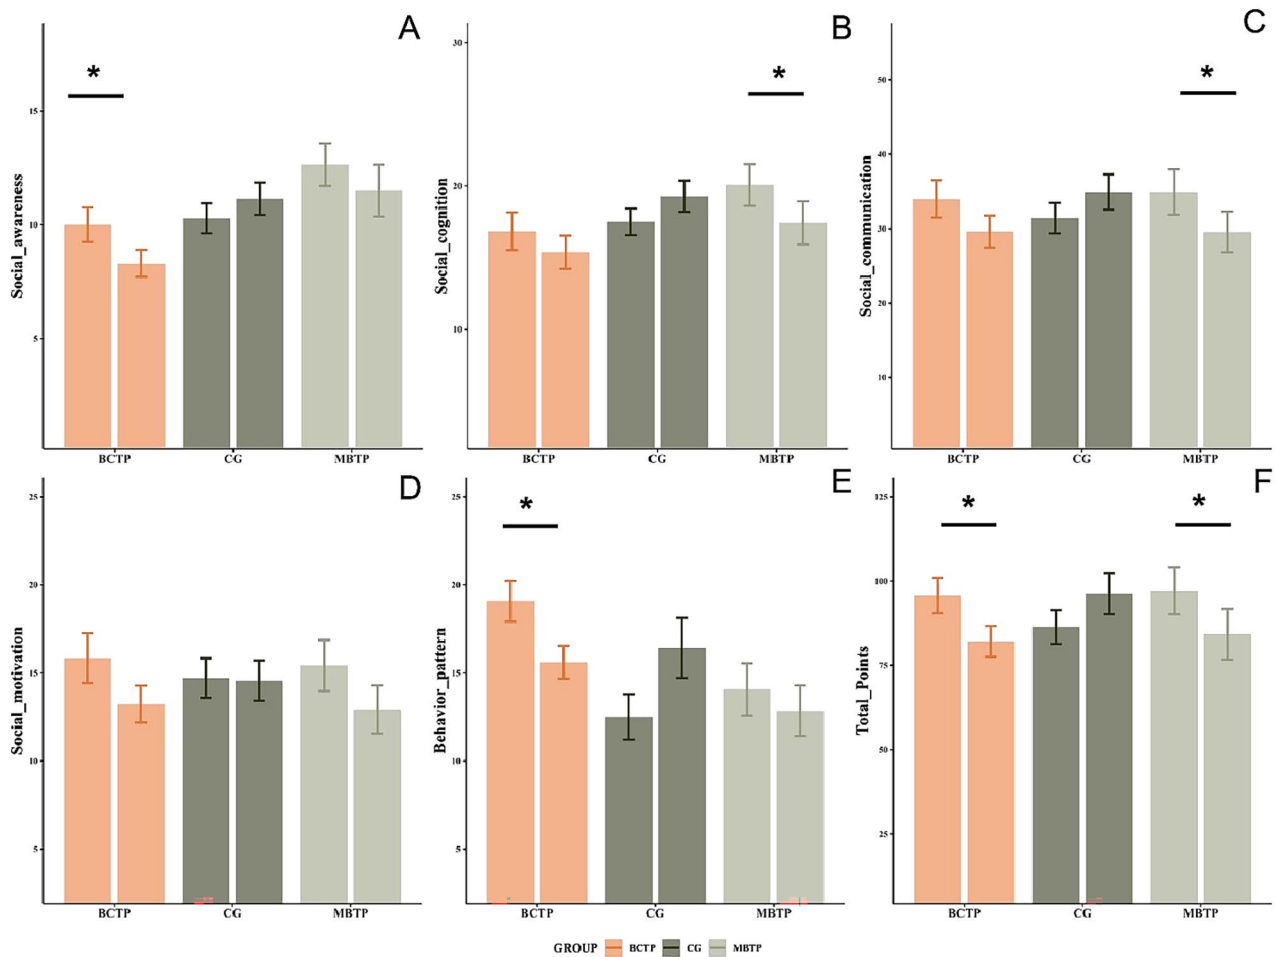 A
*
15
10
5
Social_awareness
BCTP CG MBTP
B
*
30
20
10
Social_cognition
BCTP CG MBTP
C
*
50
40
30
20
10
Social_communication
BCTP CG MBTP
D
25
20
15
10
5
Social_motivation
BCTP CG MBTP
E
*
25
20
15
10
5
Behavior_pattern
BCTP CG MBTP
F
* *
125
100
75
50
25
Total_Points
BCTP CG MBTP
GROUP BCTP CG MBTP